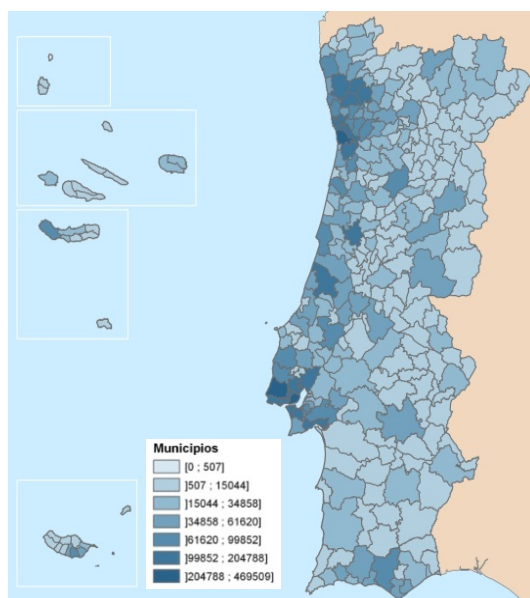 Municipios
[0 ; 507]
]507 ; 15044]
]15044 ; 34858]
]34858 ; 61620]
]61620 ; 99852]
]99852 ; 204788]
]204788 ; 469509]